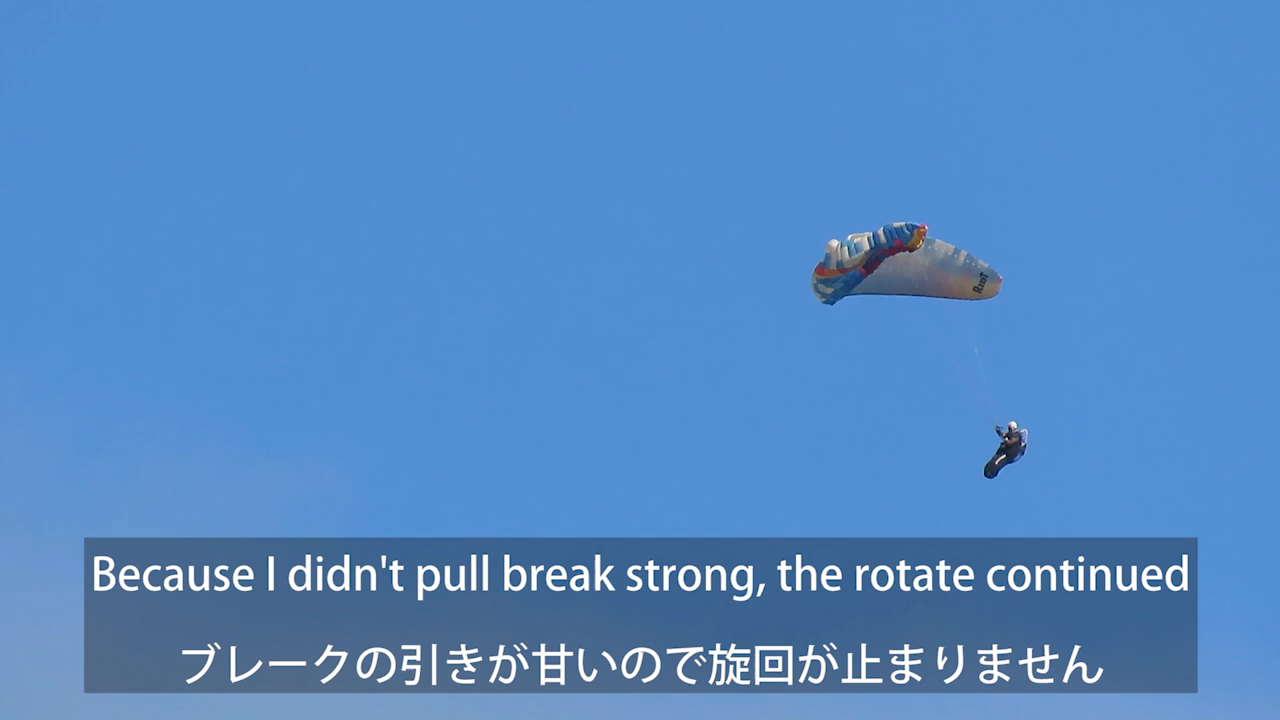 RIOT
Because I didn't pull break strong, the rotate continued
ブレークの引きが甘いので旋回が止まりません